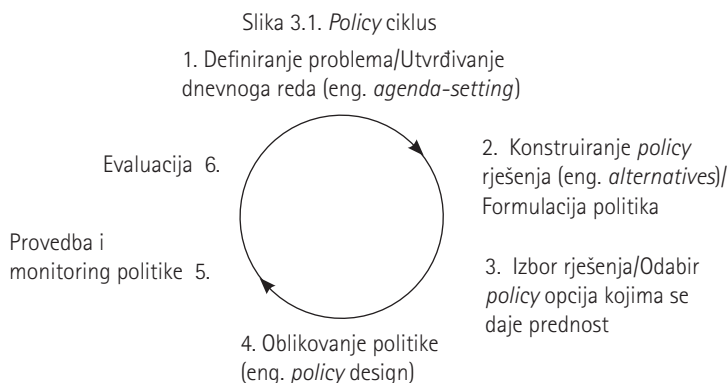 Slika 3.1. Policy ciklus
1. Definiranje problema/Utvrđivanje
dnevnoga reda (eng. agenda-setting)
2. Konstruiranje policy
rješenja (eng. alternatives)/
Formulacija politika
3. Izbor rješenja/Odabir
policy opcija kojima se
daje prednost
4. Oblikovanje politike
(eng. policy design)
Provedba i
monitoring politike 5.
Evaluacija 6.